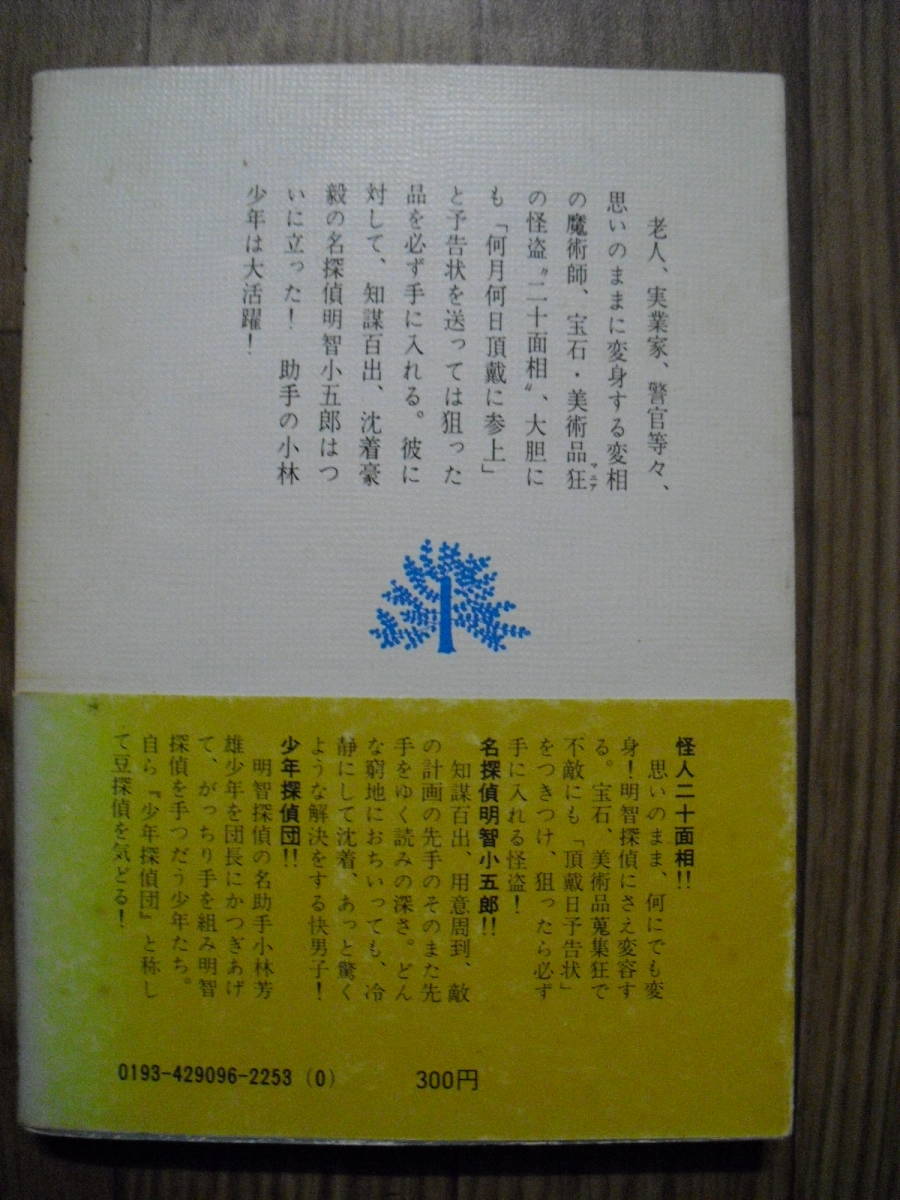 老人、実業家、警官等々、
思いのままに変身する変相
の魔術師、宝石・美術品狂
マニア
の怪盗〝二十面相〟、大胆に
も「何月何日頂戴に参上」
と予告状を送っては狙った
品を必ず手に入れる。彼に
対して、知謀百出、沈着豪
毅の名探偵明智小五郎はつ
いに立った！　助手の小林
少年は大活躍！
怪人二十面相!!
思いのまま、何にでも変
身！明智探偵にさえ変容す
る。宝石、美術品蒐集狂で
不敵にも「頂戴日予告状」
をつきつけ、狙ったら必ず
手に入れる怪盗！
名探偵明智小五郎!!
知謀百出、用意周到、敵
の計画の先手のそのまた先
手をゆく読みの深さ。どん
な窮地におちいっても、冷
静にして沈着、あっと驚く
ような解決をする快男子！
少年探偵団!!
明智探偵の名助手小林芳
雄少年を団長にかつぎあげ
て、がっちり手を組み明智
探偵を手つだう少年たち。
自ら『少年探偵団』と称し
て豆探偵を気どる！
0193-429096-2253 (0)
300円